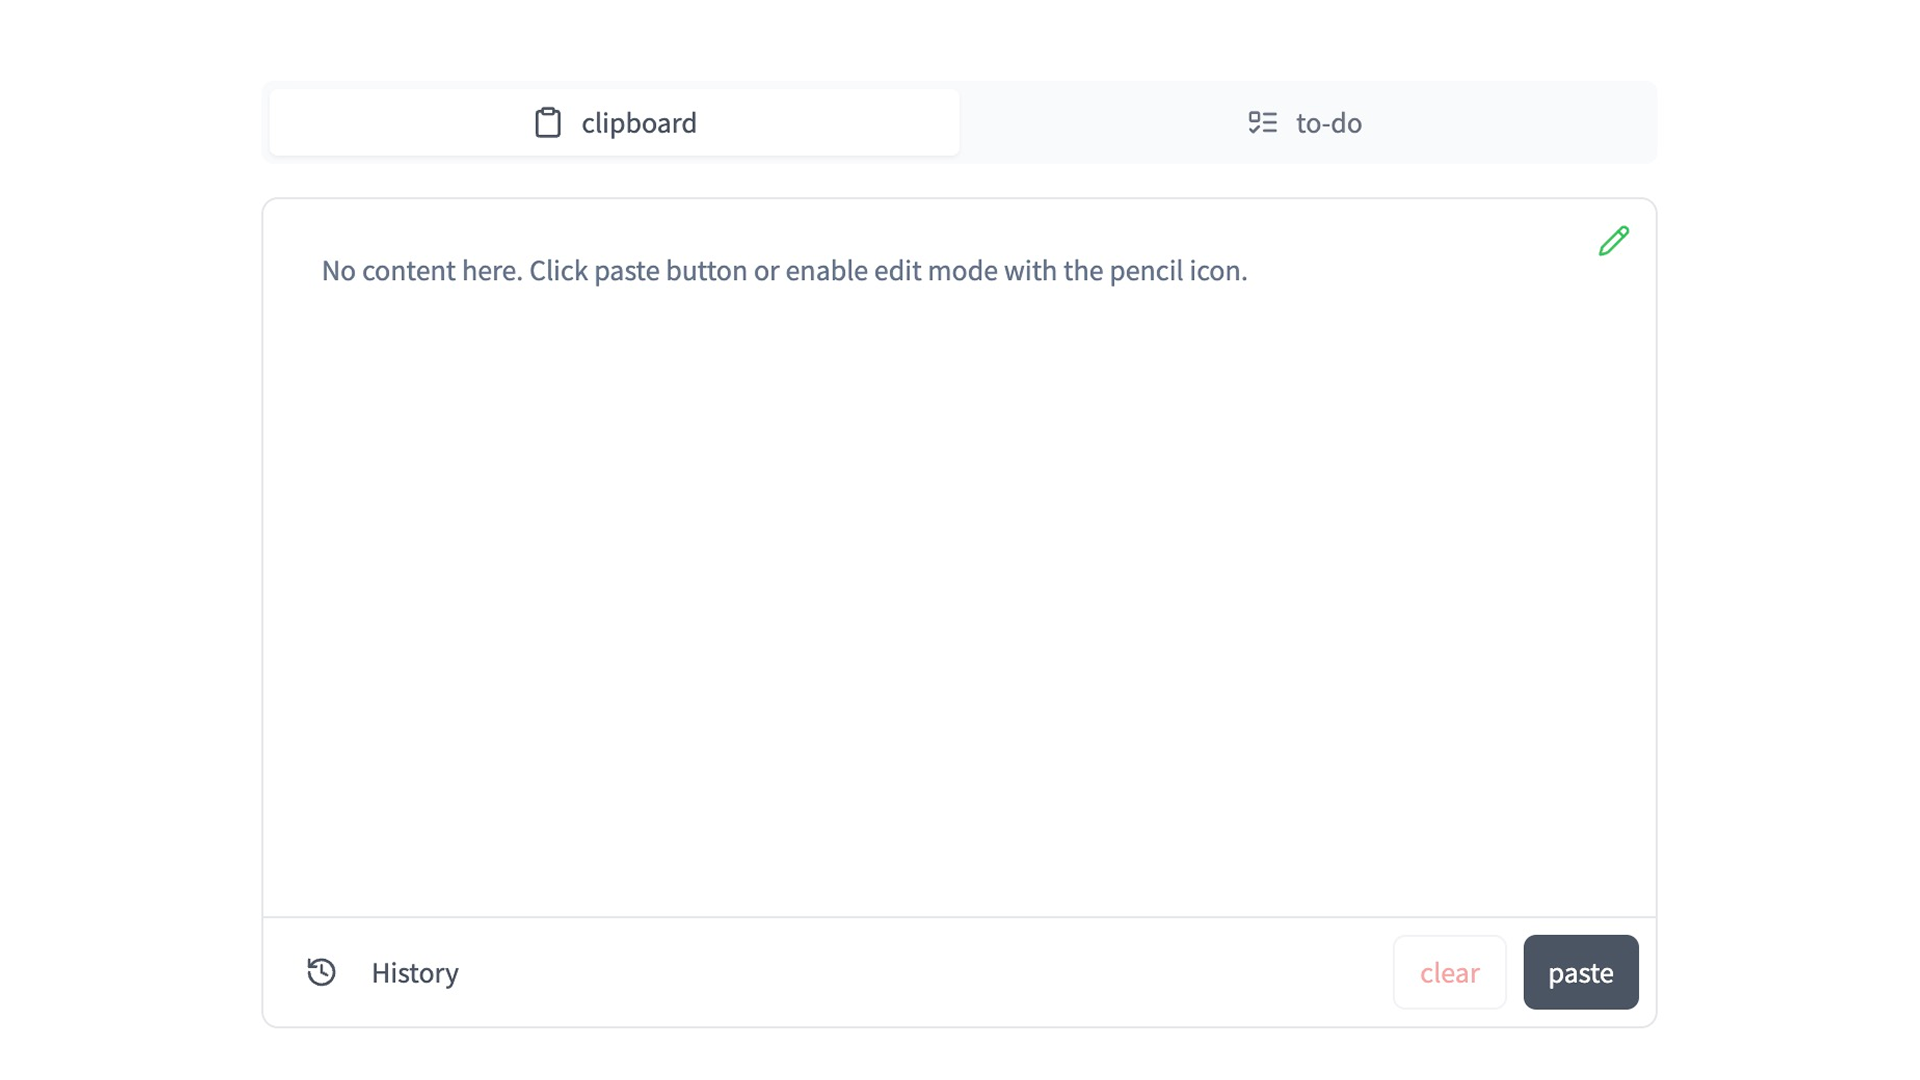 clipboard
to-do
No content here. Click paste button or enable edit mode with the pencil icon.
History
clear
paste